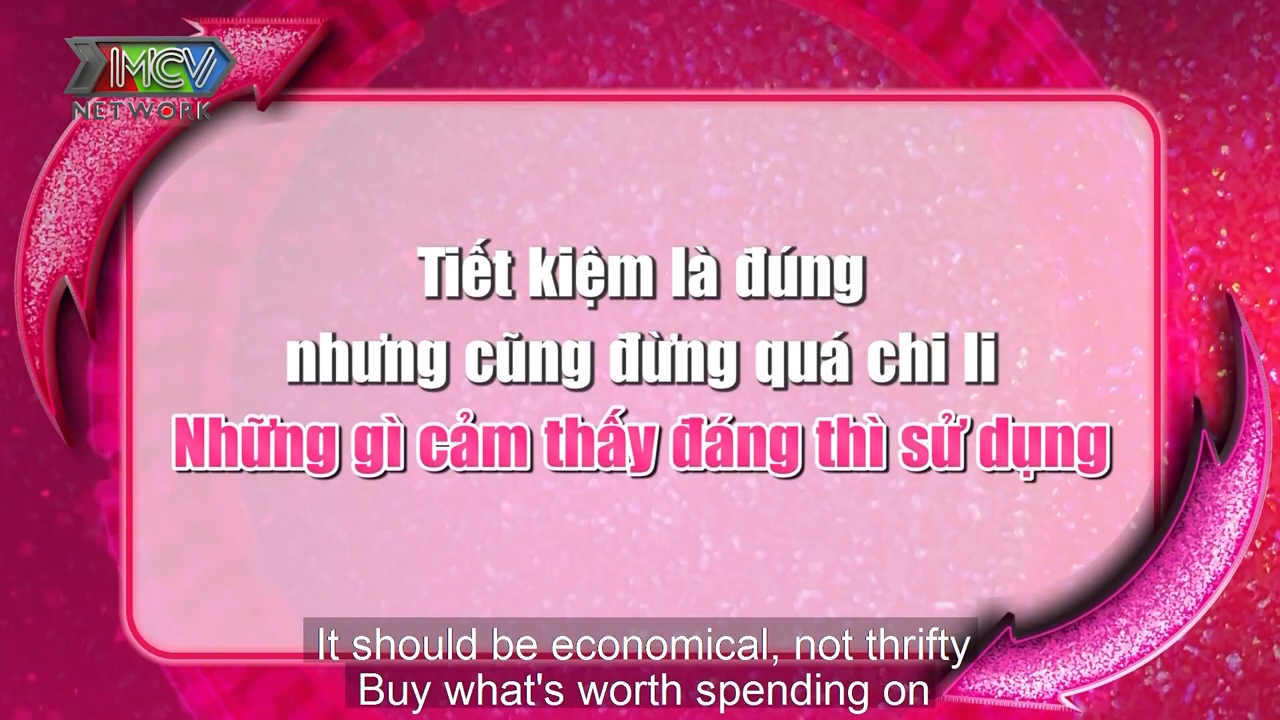 MCV
NETWORK
Tiết kiệm là đúng
nhưng cũng đừng quá chi li
Những gì cảm thấy đáng thì sử dụng
It should be economical, not thrifty
Buy what's worth spending on